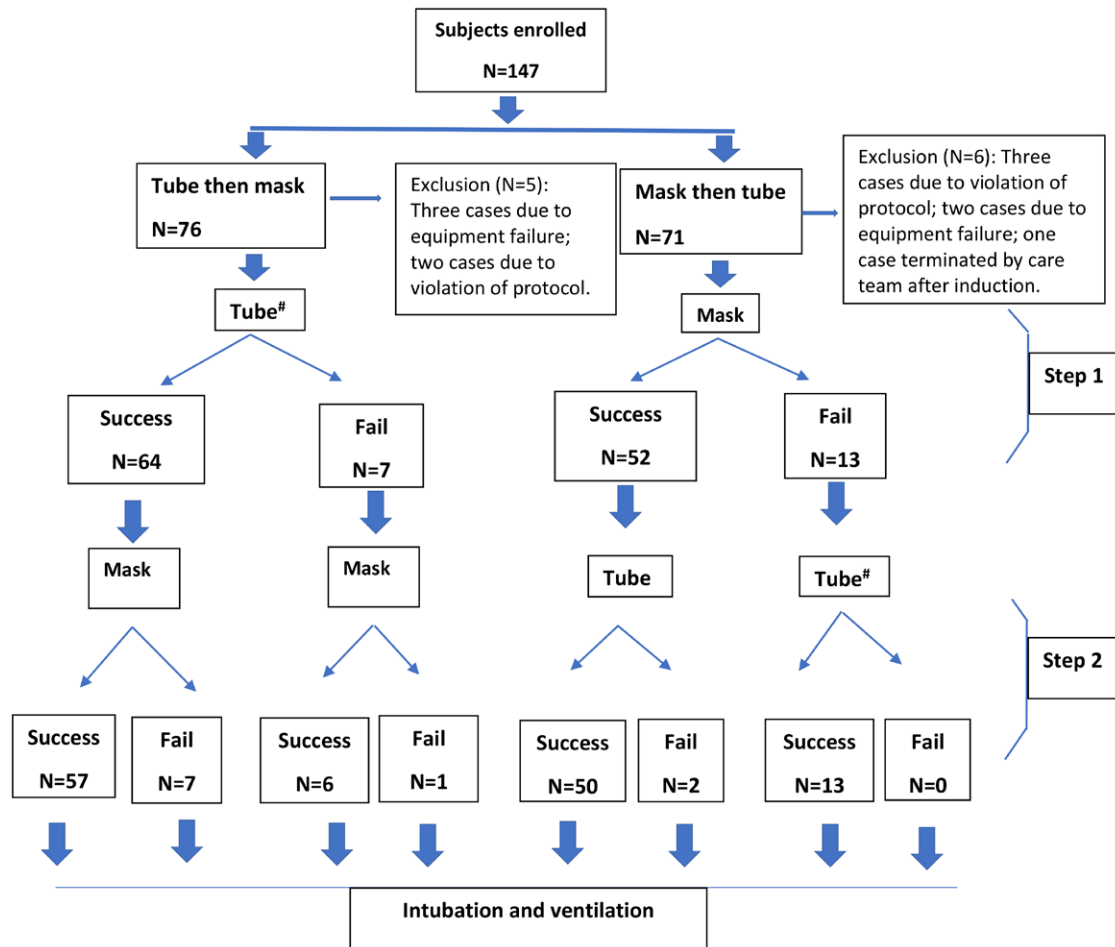 Subjects enrolled
N=147
Tube then mask
N=76
Exclusion (N=5):
Three cases due to
equipment failure;
two cases due to
violation of protocol.
Mask then tube
N=71
Exclusion (N=6): Three
cases due to violation of
protocol; two cases due to
equipment failure; one
case terminated by care
team after induction.
Tube#
Mask
Step 1
Success
N=64
Fail
N=7
Success
N=52
Fail
N=13
Mask
Mask
Tube
Tube#
Step 2
Success
N=57
Fail
N=7
Success
N=6
Fail
N=1
Success
N=50
Fail
N=2
Success
N=13
Fail
N=0
Intubation and ventilation